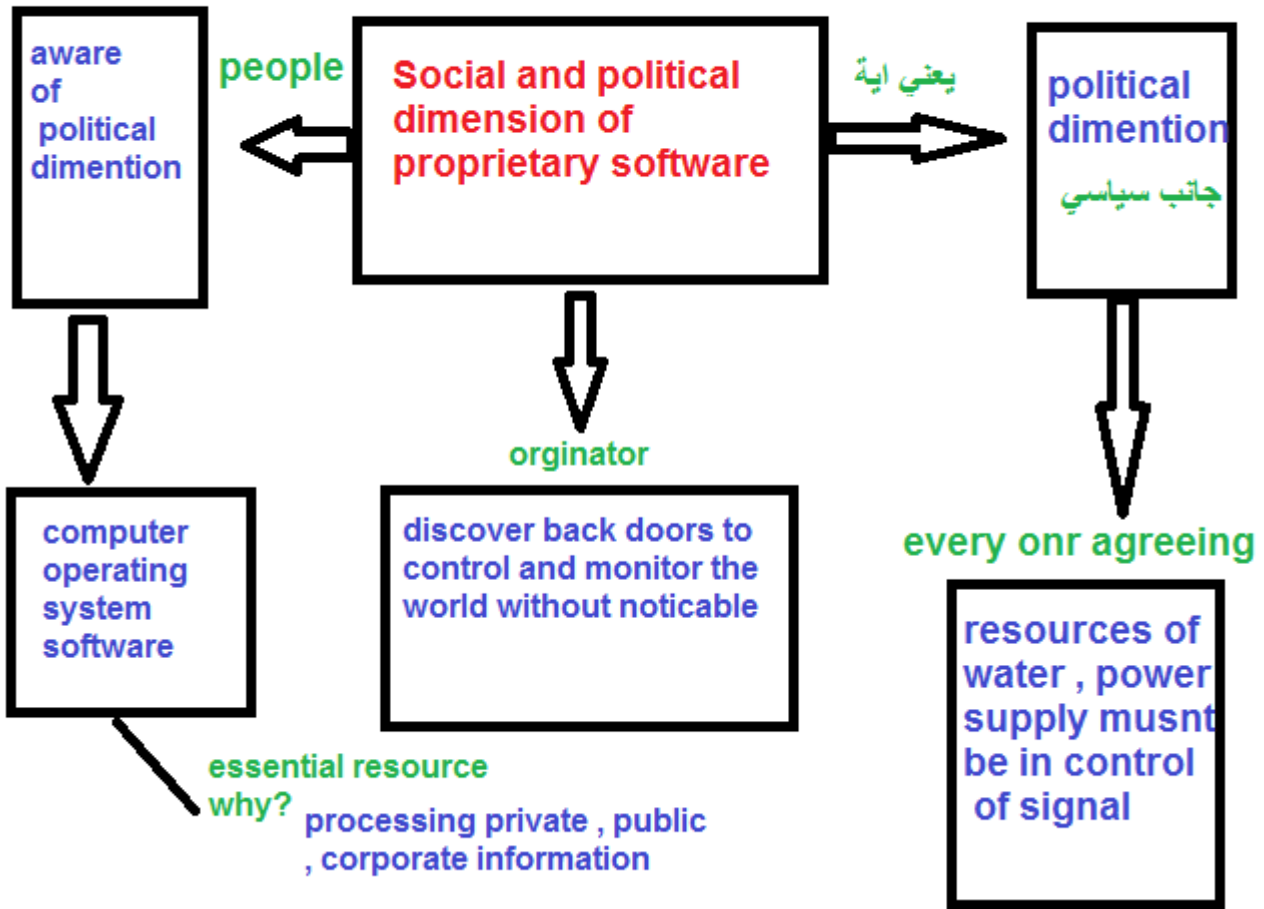 Social and political
dimension of
proprietary software
people
aware
of
political
dimention
computer
operating
system
software
essential resource
why?
processing private , public
, corporate information
orginator
discover back doors to
control and monitor the
world without noticable
يعني اية
political
dimention
جانب سياسي
every onr agreeing
resources of
water , power
supply musnt
be in control
of signal